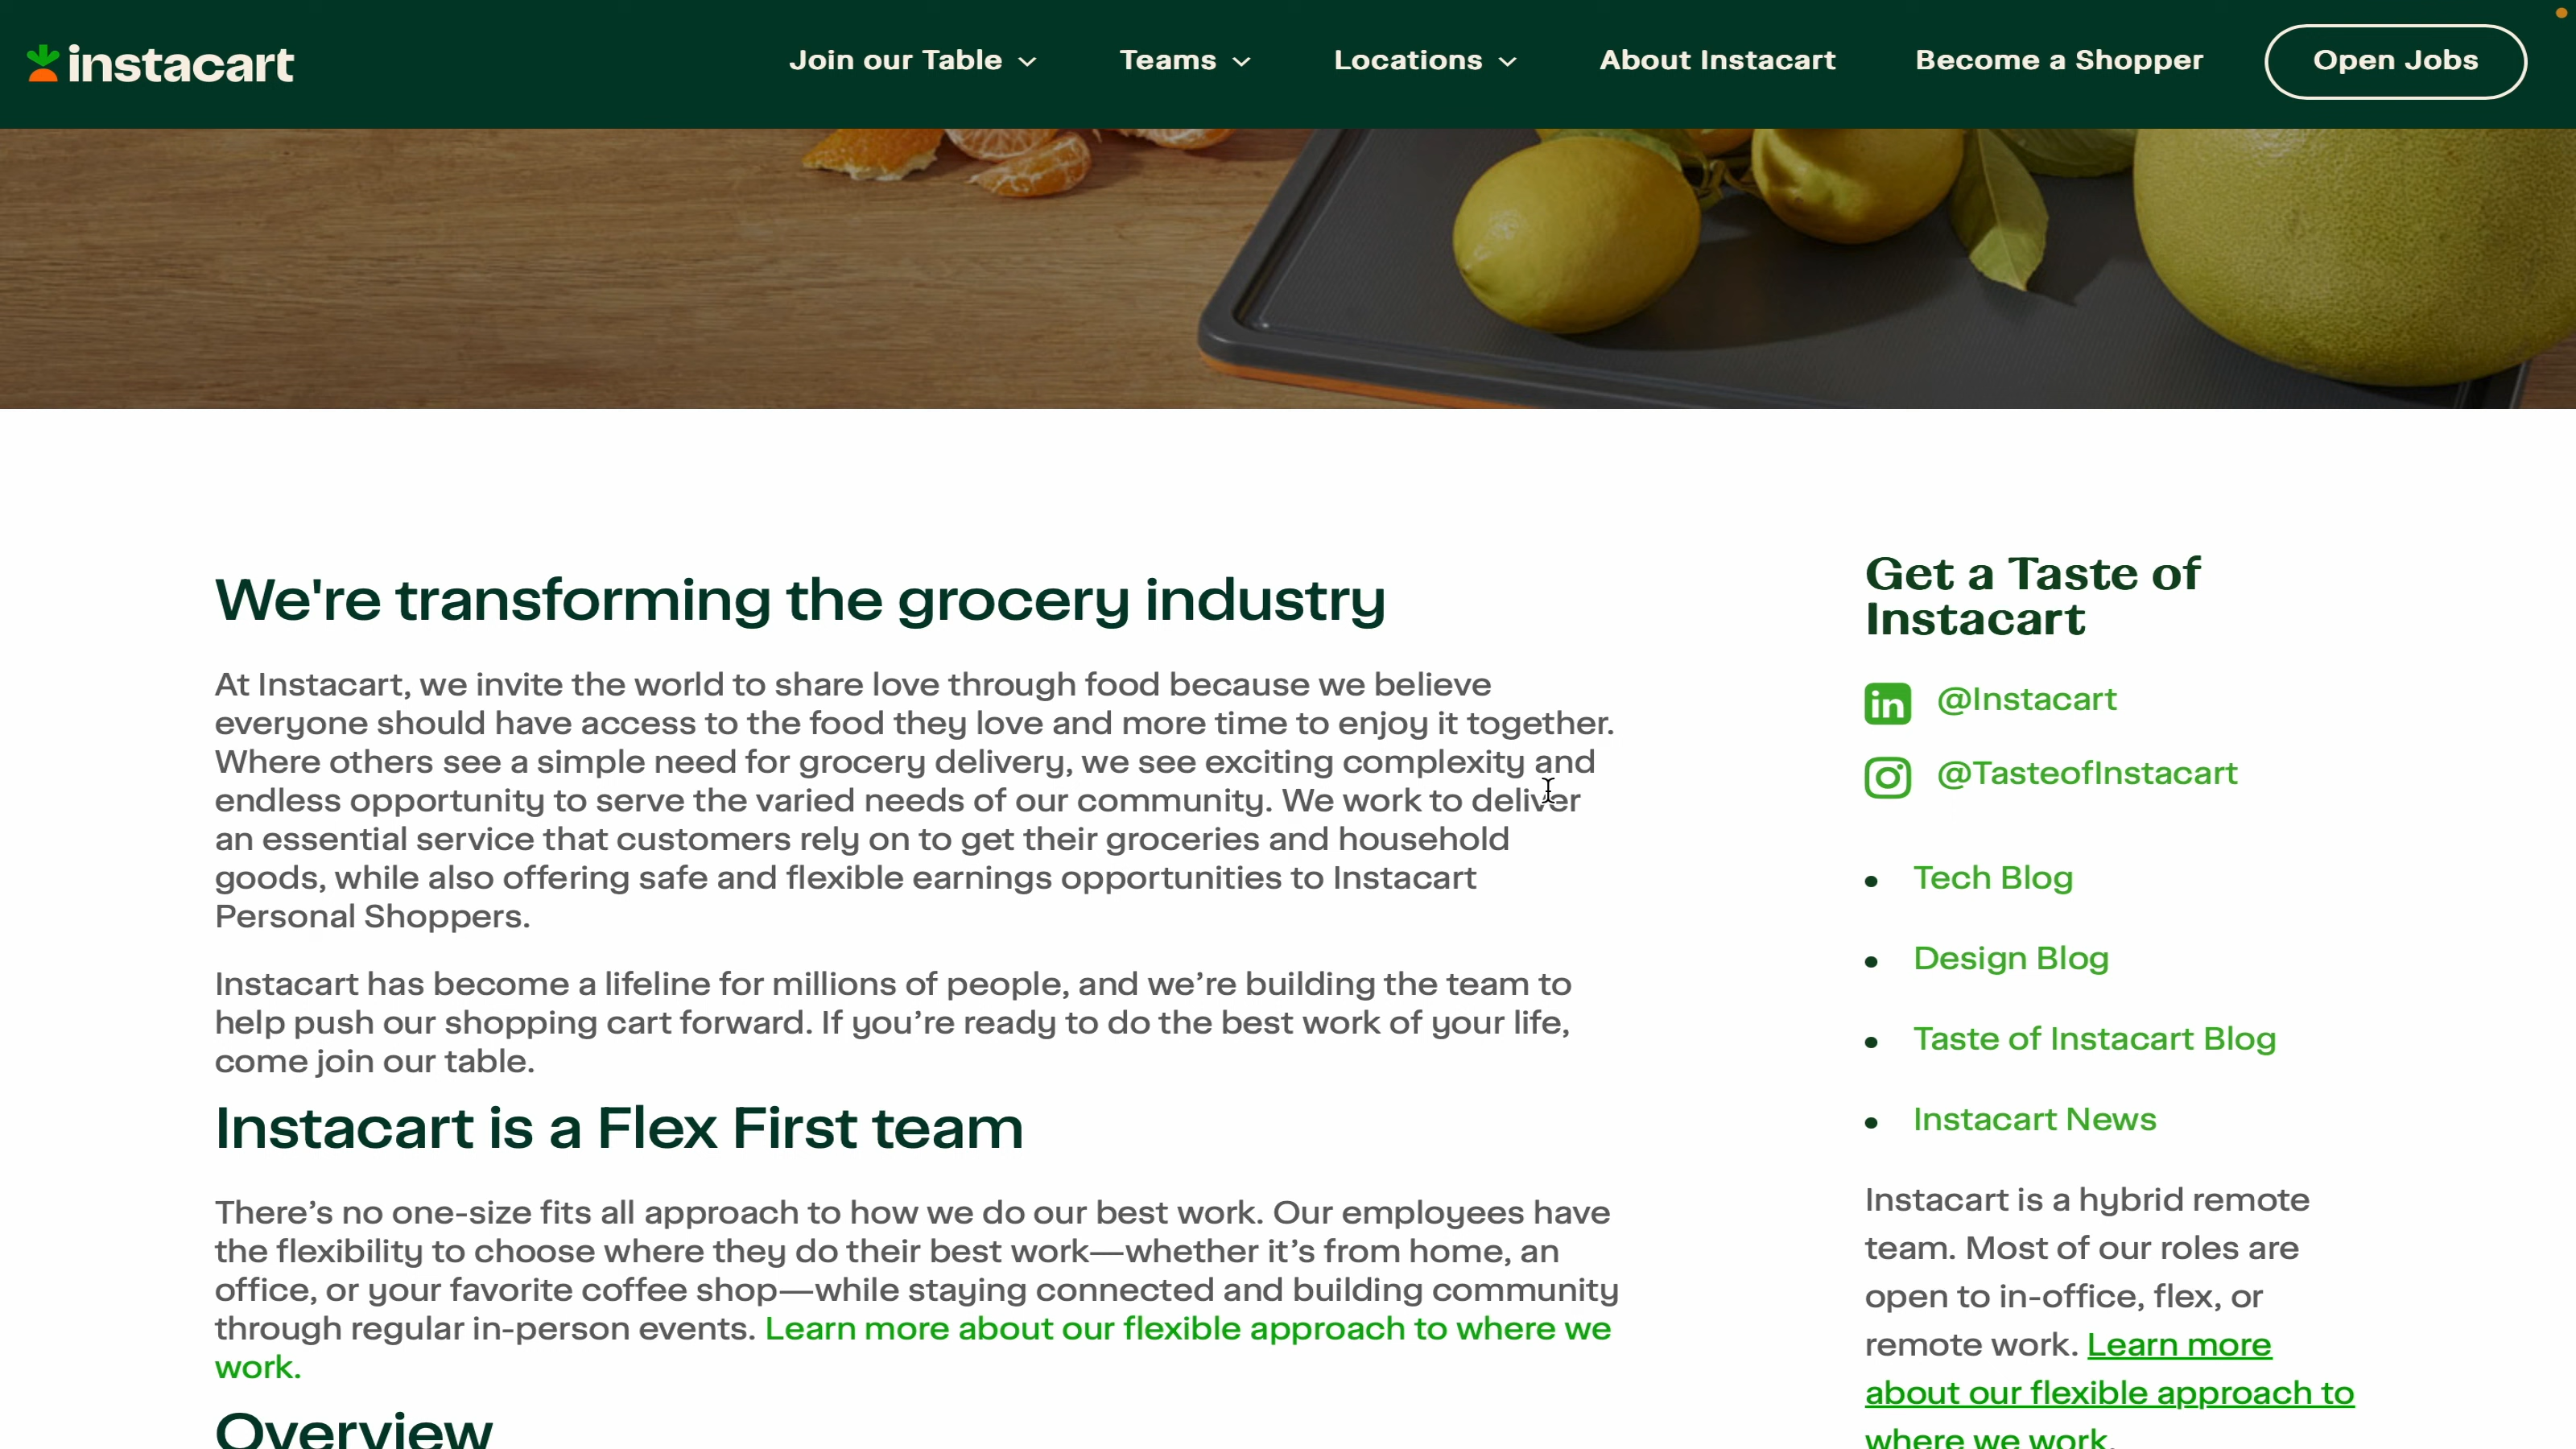 instacart
Join our Table
Teams
Locations
About Instacart
Become a Shopper
Open Jobs
We're transforming the grocery industry
At Instacart, we invite the world to share love through food because we believe
everyone should have access to the food they love and more time to enjoy it together.
Where others see a simple need for grocery delivery, we see exciting complexity and
endless opportunity to serve the varied needs of our community. We work to deliver
an essential service that customers rely on to get their groceries and household
goods, while also offering safe and flexible earnings opportunities to Instacart
Personal Shoppers.
Instacart has become a lifeline for millions of people, and we’re building the team to
help push our shopping cart forward. If you’re ready to do the best work of your life,
come join our table.
Instacart is a Flex First team
There’s no one-size fits all approach to how we do our best work. Our employees have
the flexibility to choose where they do their best work—whether it’s from home, an
office, or your favorite coffee shop—while staying connected and building community
through regular in-person events. Learn more about our flexible approach to where we
work.
Overview
Get a Taste of
Instacart
in @Instacart
@TasteofInstacart
Tech Blog
Design Blog
Taste of Instacart Blog
Instacart News
Instacart is a hybrid remote
team. Most of our roles are
open to in-office, flex, or
remote work. Learn more
about our flexible approach to
where we work.